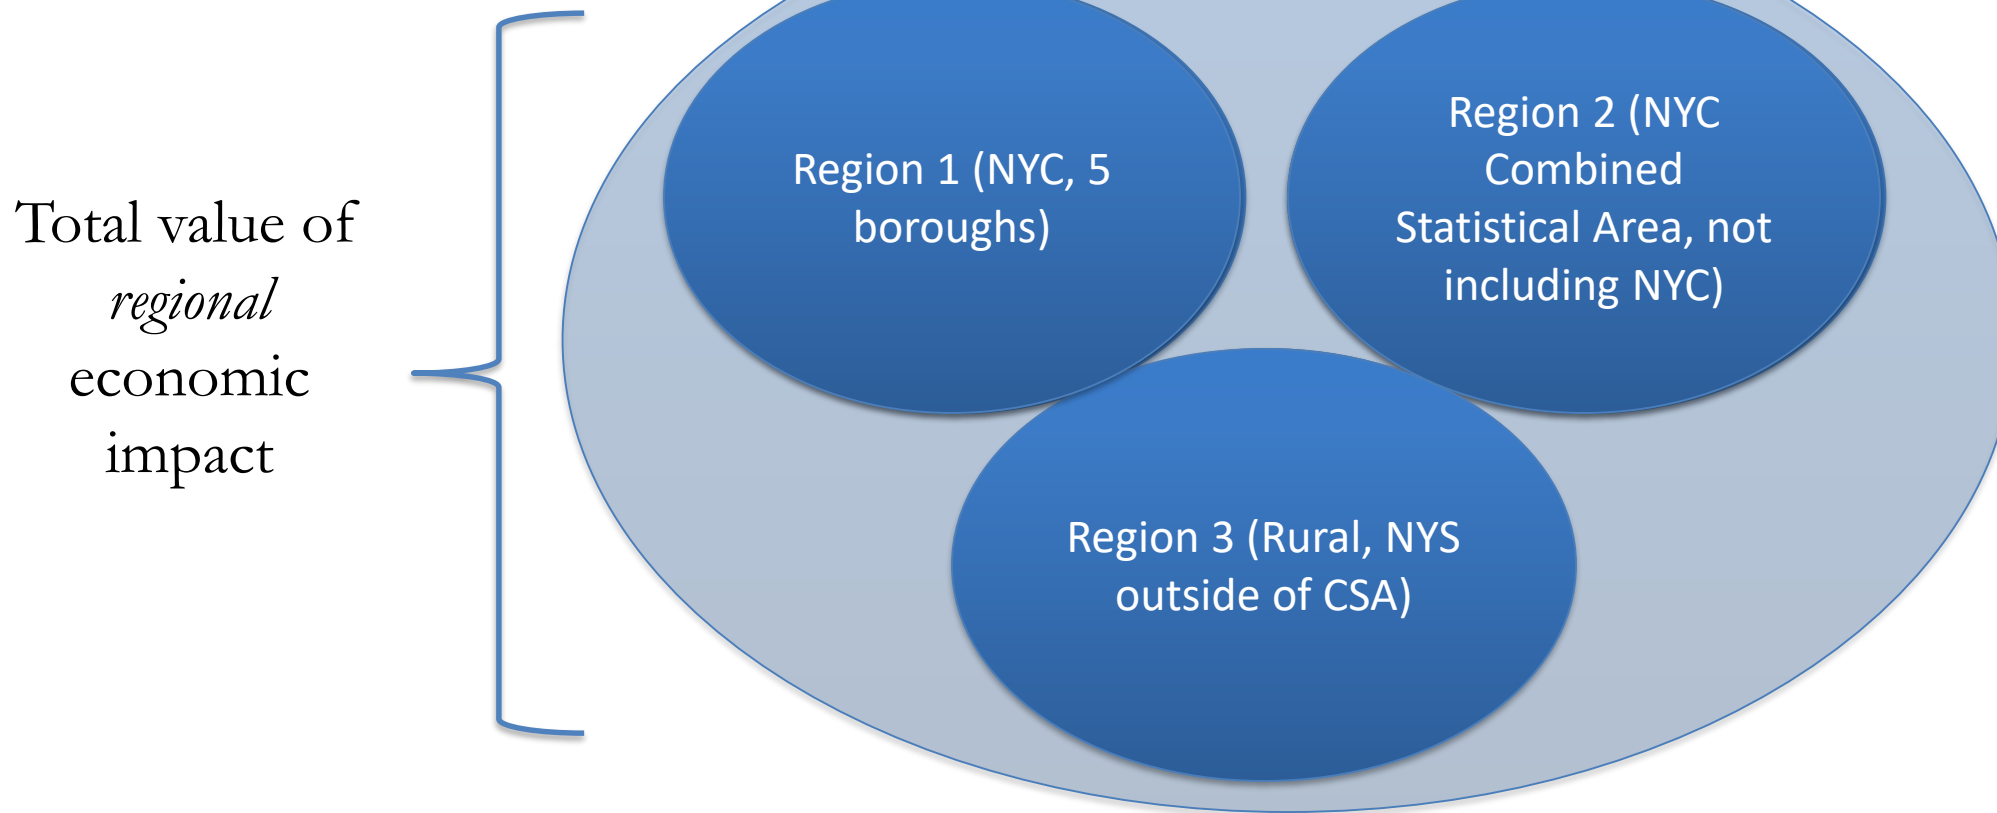 Total value of
regional
economic
impact
Region 1 (NYC, 5
boroughs)
Region 2 (NYC
Combined
Statistical Area, not
including NYC)
Region 3 (Rural, NYS
outside of CSA)